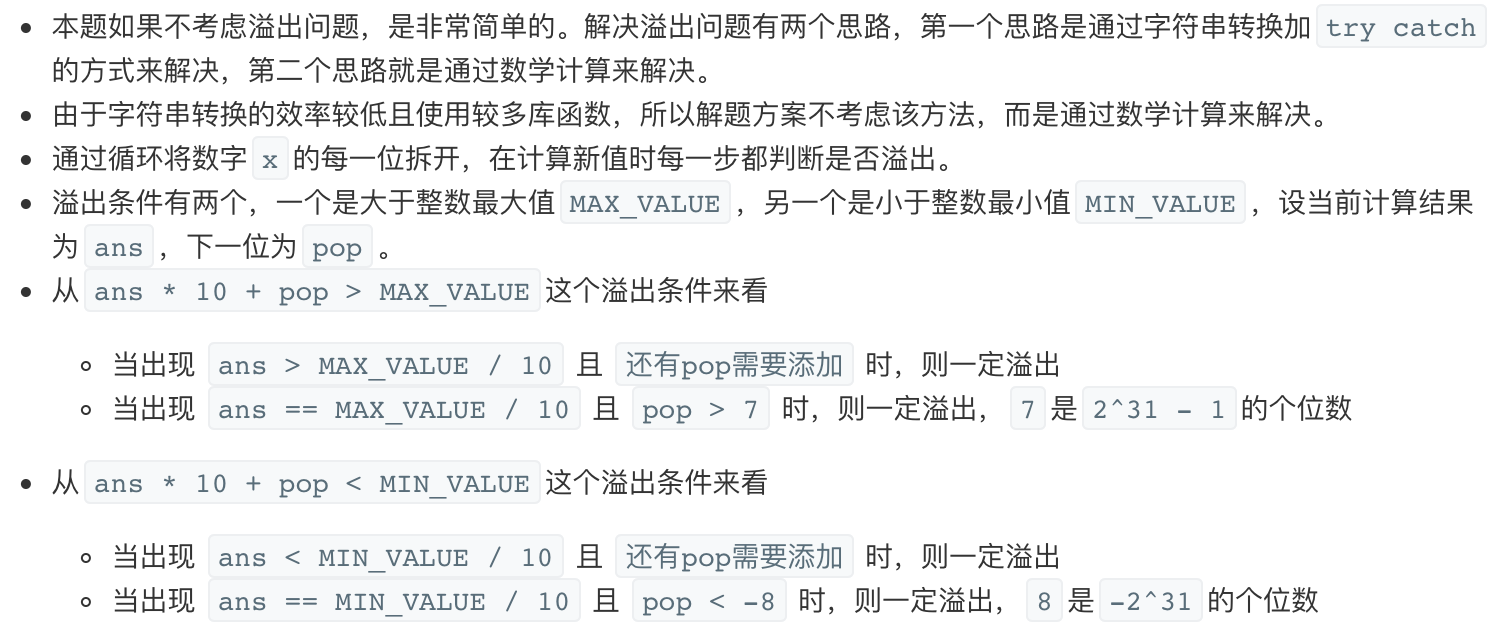 本题如果不考虑溢出问题，是非常简单的。解决溢出问题有两个思路，第一个思路是通过字符串转换加 try catch
的方式来解决，第二个思路就是通过数学计算来解决。
由于字符串转换的效率较低且使用较多库函数，所以解题方案不考虑该方法，而是通过数学计算来解决。
通过循环将数字 x 的每一位拆开，在计算新值时每一步都判断是否溢出。
溢出条件有两个，一个是大于整数最大值 MAX_VALUE ，另一个是小于整数最小值 MIN_VALUE ，设当前计算结果
为 ans ，下一位为 pop 。
从 ans * 10 + pop > MAX_VALUE 这个溢出条件来看
当出现 ans > MAX_VALUE / 10 且 还有pop需要添加 时，则一定溢出
当出现 ans == MAX_VALUE / 10 且 pop > 7 时，则一定溢出， 7 是 2^31 - 1 的个位数
从 ans * 10 + pop < MIN_VALUE 这个溢出条件来看
当出现 ans < MIN_VALUE / 10 且 还有pop需要添加 时，则一定溢出
当出现 ans == MIN_VALUE / 10 且 pop < -8 时，则一定溢出， 8 是 -2^31 的个位数